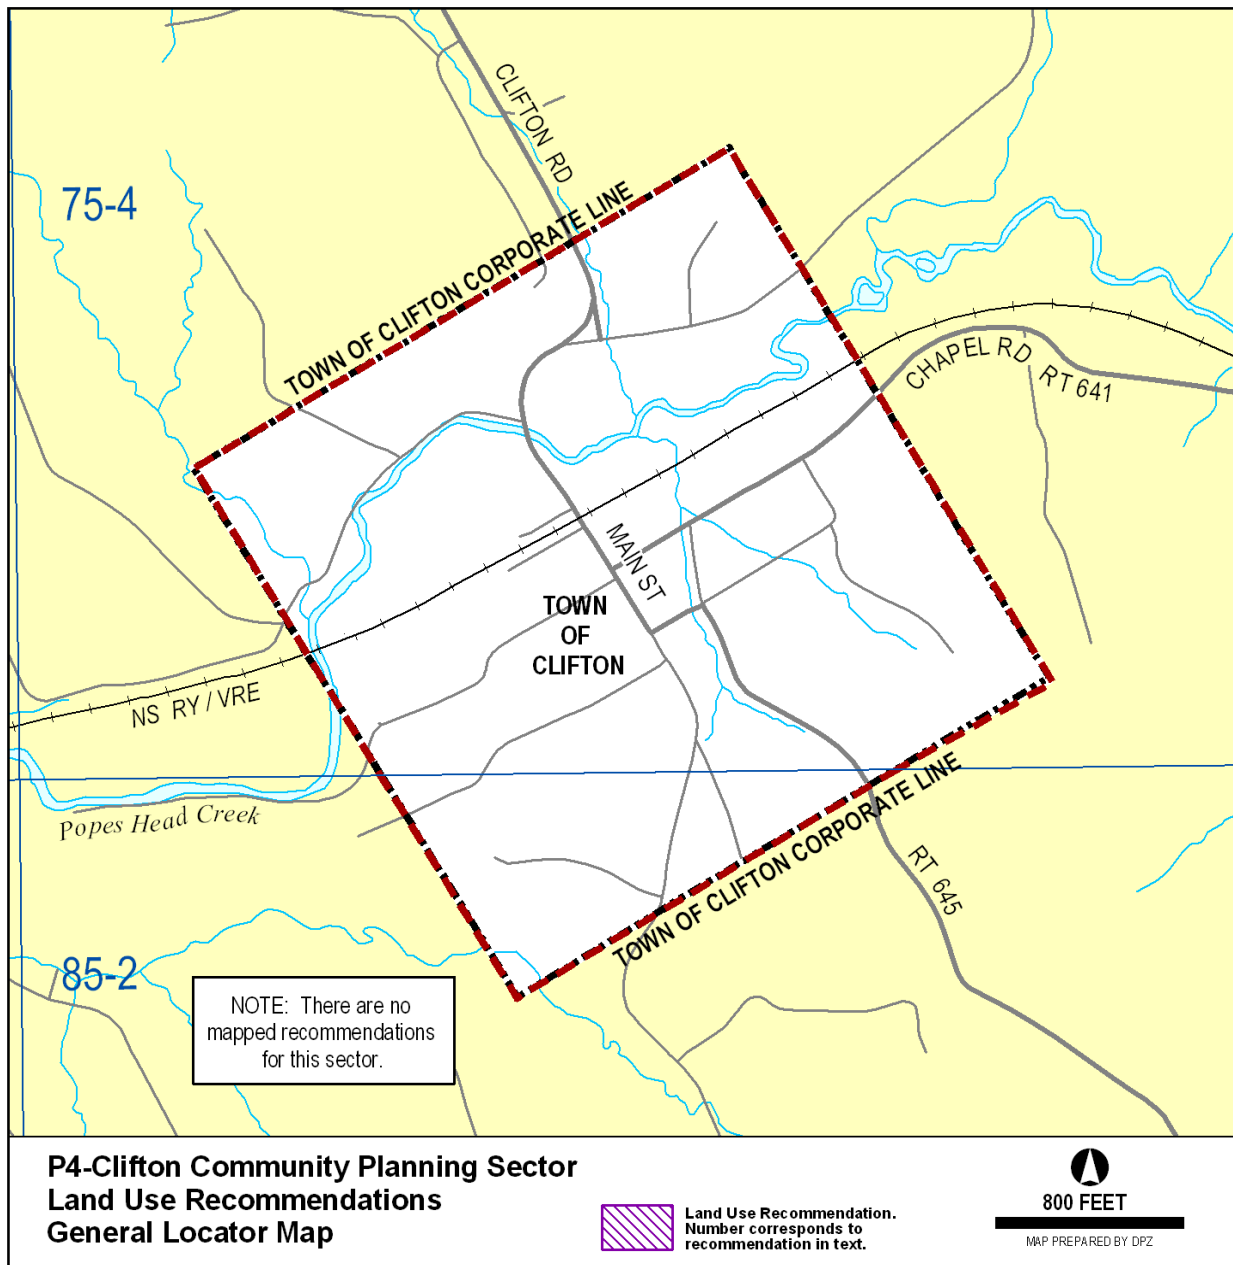 CLIFTON RD
75-4
TOWN OF CLIFTON CORPORATE LINE
CHAPEL RD
RT 641
MAIN ST
TOWN
OF
CLIFTON
NS RY / VRE
Popes Head Creek
TOWN OF CLIFTON CORPORATE LINE
RT 645
85-2
NOTE: There are no
mapped recommendations
for this sector.
P4-Clifton Community Planning Sector
Land Use Recommendations
General Locator Map
Land Use Recommendation.
Number corresponds to
recommendation in text.
800 FEET
MAP PREPARED BY DPZ